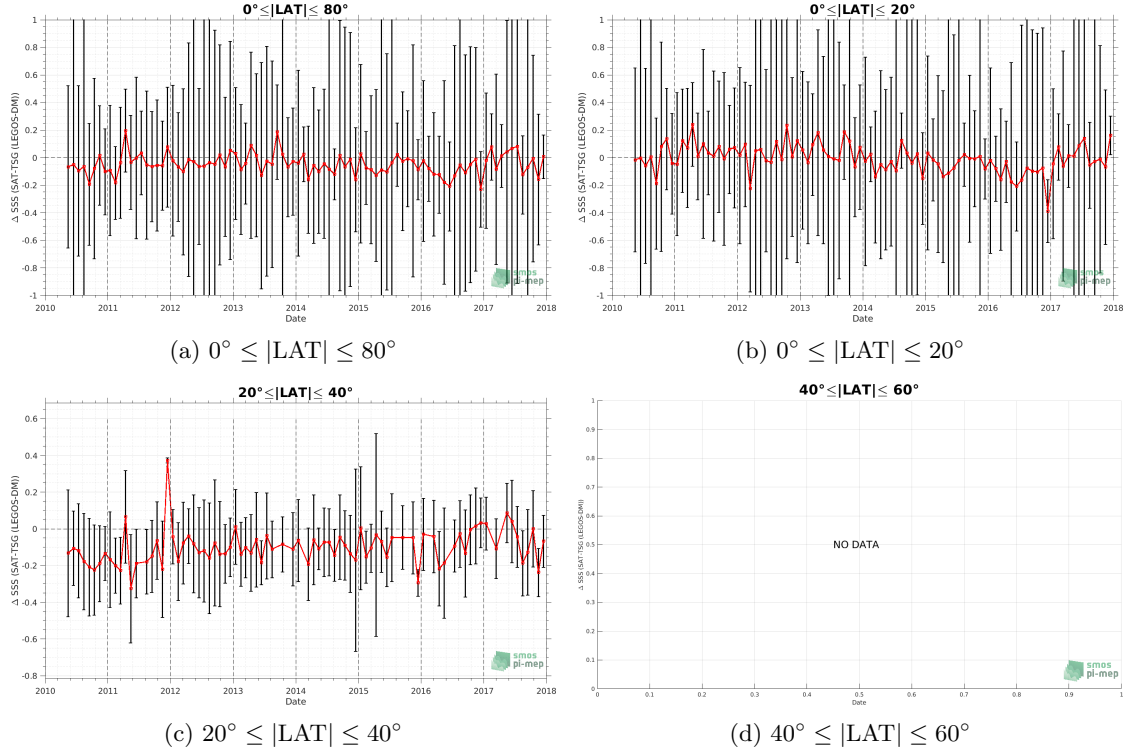 0°≤|LAT|≤ 80°
Δ SSS (SAT-TSG (LEGOS-DM))
1
0.8
0.6
0.4
0.2
0
-0.2
-0.4
-0.6
-0.8
-1
2010 2011 2012 2013 2014 2015 2016 2017 2018
Date
smos
pi-mep
(a) 0° ≤ |LAT| ≤ 80°
0°≤|LAT|≤ 20°
Δ SSS (SAT-TSG (LEGOS-DM))
1
0.8
0.6
0.4
0.2
0
-0.2
-0.4
-0.6
-0.8
-1
2010 2011 2012 2013 2014 2015 2016 2017 2018
Date
smos
pi-mep
(b) 0° ≤ |LAT| ≤ 20°
20°≤|LAT|≤ 40°
Δ SSS (SAT-TSG (LEGOS-DM))
0.6
0.4
0.2
0
-0.2
-0.4
-0.6
-0.8
2010 2011 2012 2013 2014 2015 2016 2017 2018
Date
smos
pi-mep
(c) 20° ≤ |LAT| ≤ 40°
40°≤|LAT|≤ 60°
Δ SSS (SAT-TSG (LEGOS-DM))
1
0.9
0.8
0.7
0.6
0.5
0.4
0.3
0.2
0.1
0
NO DATA
0 0.1 0.2 0.3 0.4 0.5 0.6 0.7 0.8 0.9 1
Date
smos
pi-mep
(d) 40° ≤ |LAT| ≤ 60°